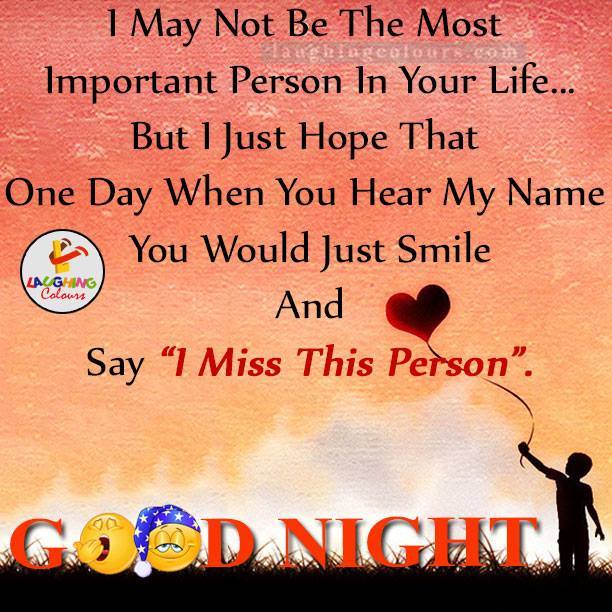 I May Not Be The Most
laughingcolours.com
Important Person In Your Life...
But I Just Hope That
One Day When You Hear My Name
You Would Just Smile
LAUGHING
Colours
And
Say “I Miss This Person”.
GOOD NIGHT